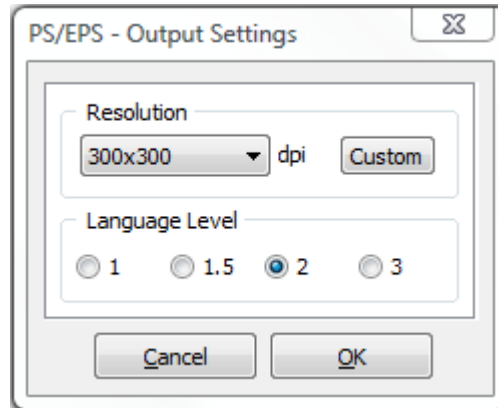 PS/EPS - Output Settings
Resolution
300x300 dpi Custom
Language Level
1 1.5 2 3
Cancel OK